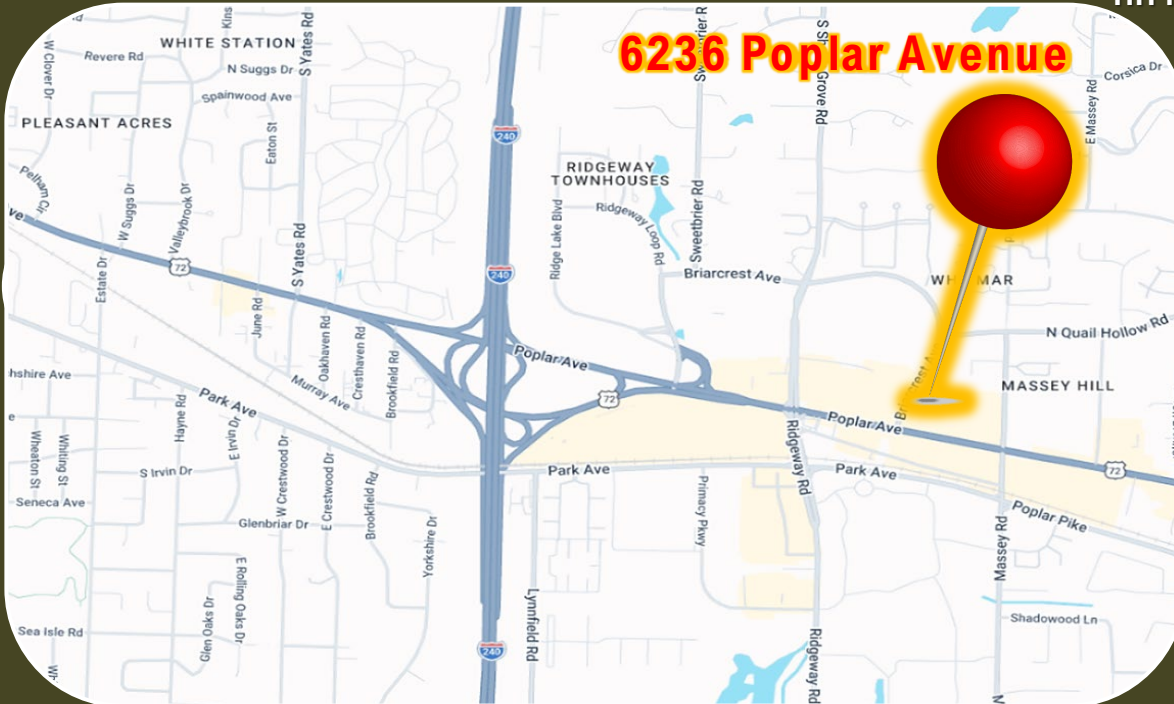 6236 Poplar Avenue
WHITE STATION
Revere Rd
W Clover Dr
N Suggs Dr
S Yates Rd
Spainwood Ave
PLEASANT ACRES
Eaton St
Pelham Cir
W Suggs Dr
Valleybrook Dr
S Yates Rd
72
Estate Dr
June Rd
Oakhaven Rd
Cresthaven Rd
Brookfield Rd
Murray Ave
Park Ave
Hayne Rd
E Irvin Dr
S Irvin Dr
Wheaton St
Whiting St
Seneca Ave
W Crestwood Dr
E Crestwood Dr
Brookfield Rd
Glenbriar Dr
Yorkshire Dr
E Rolling Oaks Dr
Glen Oaks Dr
Sea Isle Rd
240
240
240
RIDGEWAY
TOWNHOUSES
Ridge Lake Blvd
Ridgeway Loop Rd
Sweetbrier Rd
Briarcrest Ave
Poplar Ave
72
Park Ave
Lynnfield Rd
Primacy Pkwy
Ridgeway Rd
Ridgeway Rd
Grove Rd
Corsica Dr
E Massey Rd
N Quail Hollow Rd
MASSEY HILL
Poplar Ave
72
Park Ave
Poplar Pike
Massey Rd
Shadowood Ln